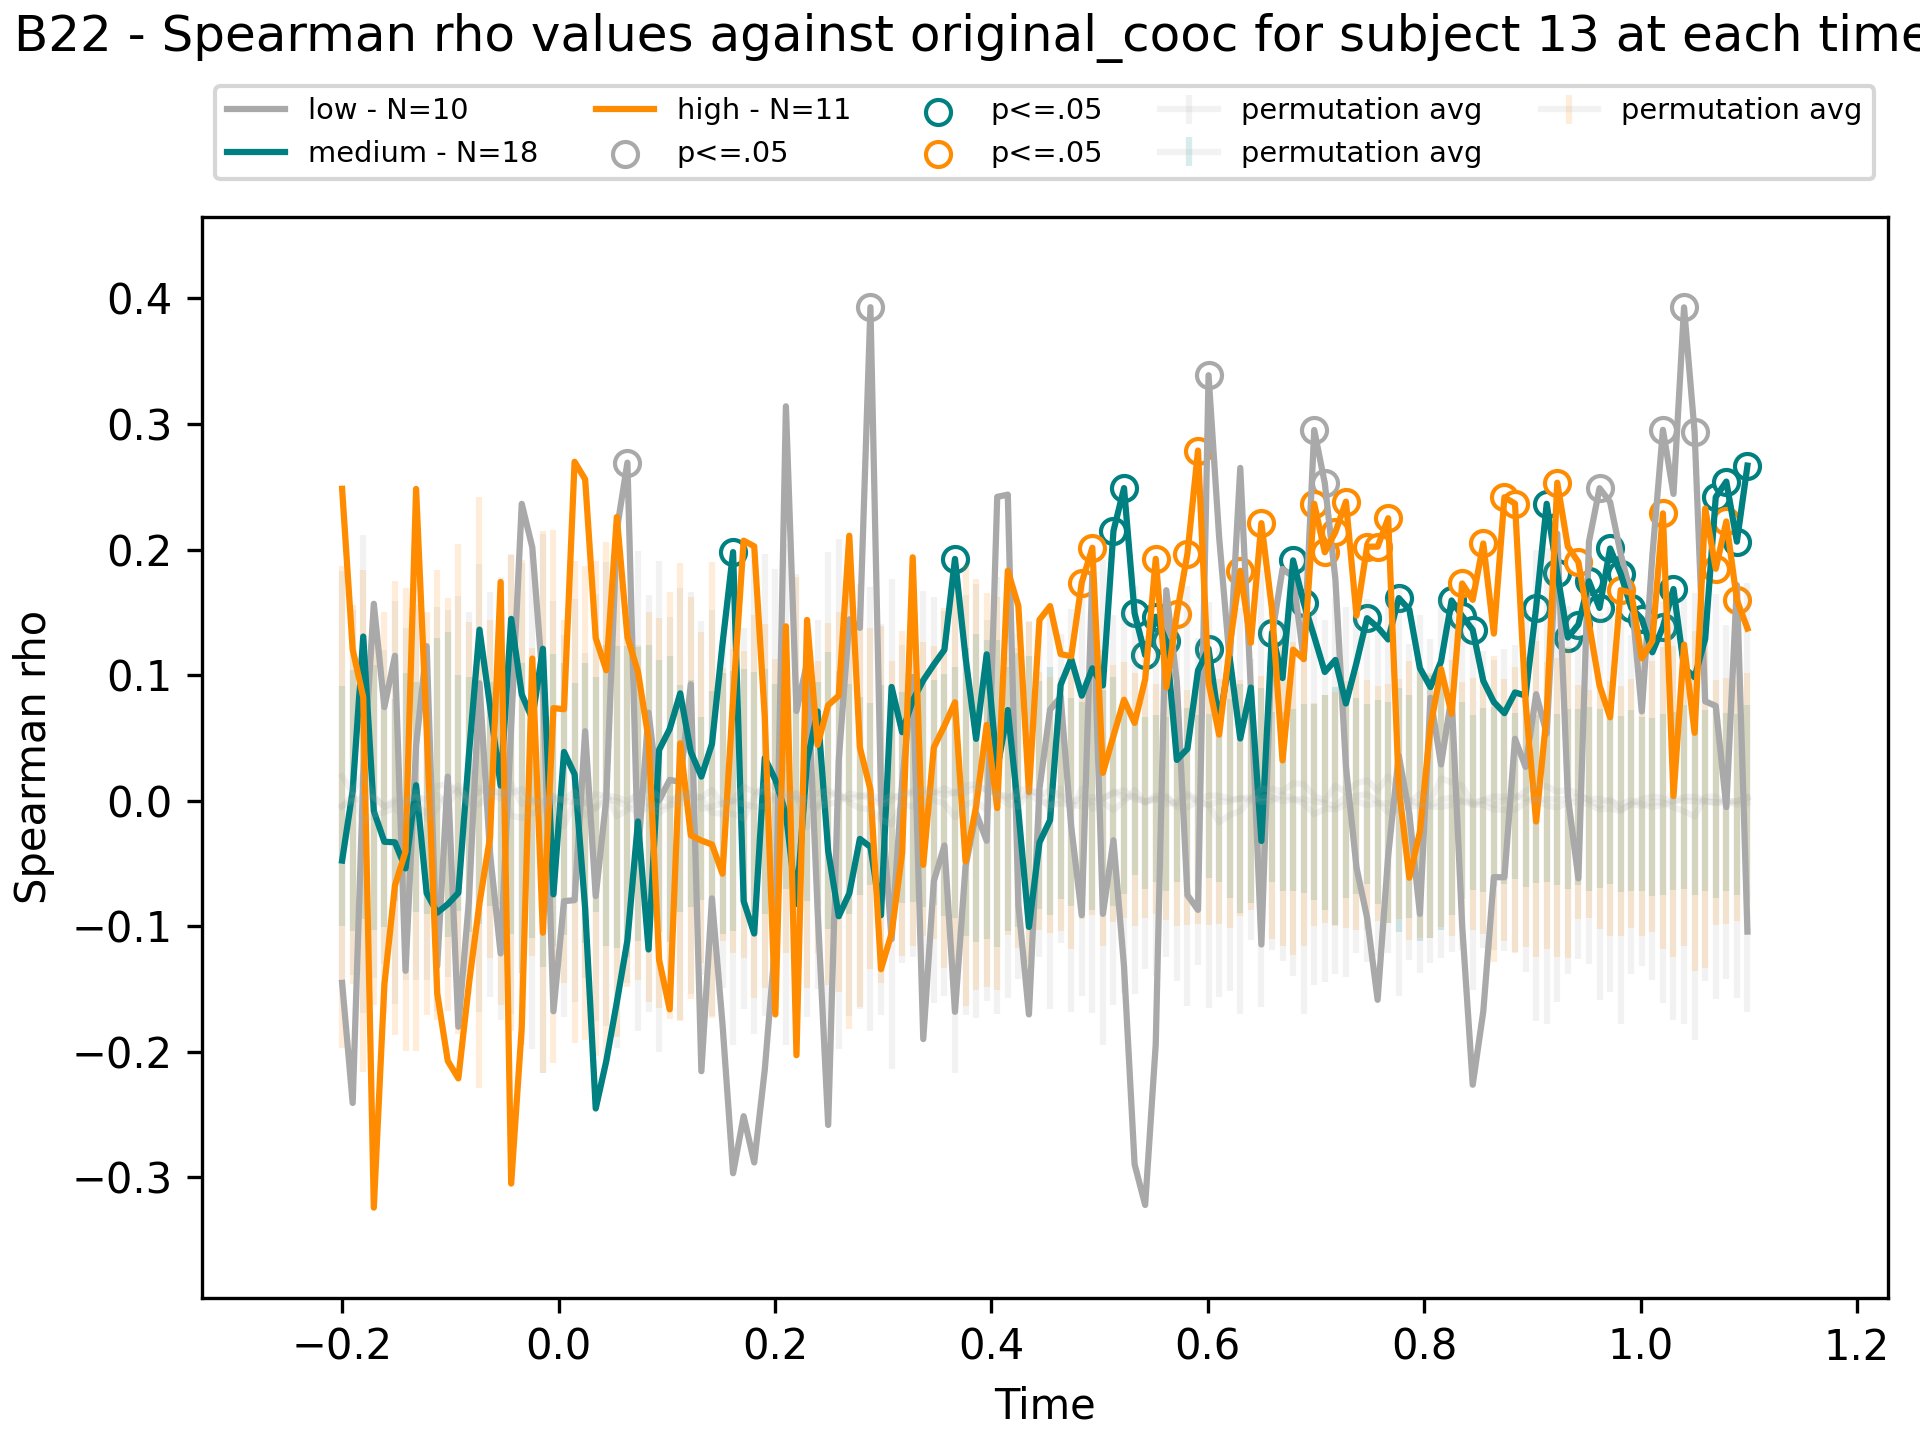 B22 - Spearman rho values against original_cooc for subject 13 at each time
low - N=10
medium - N=18
high - N=11
p<=.05
p<=.05
p<=.05
permutation avg
permutation avg
permutation avg
Spearman rho
0.4
0.3
0.2
0.1
0.0
−0.1
−0.2
−0.3
−0.2 0.0 0.2 0.4 0.6 0.8 1.0 1.2
Time